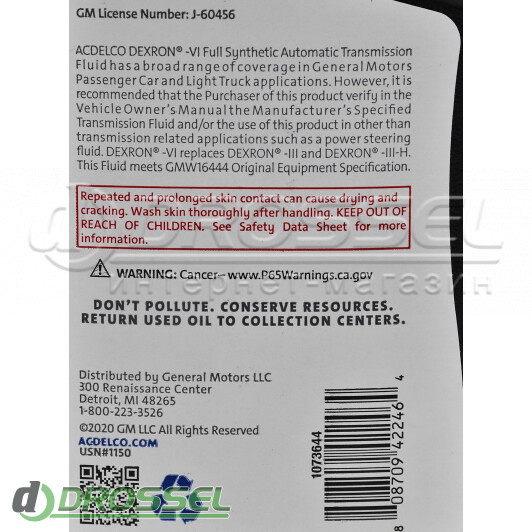 GM License Number: J-60456
ACDELCO DEXRON® -VI Full Synthetic Automatic Transmission
Fluid has a broad range of coverage in General Motors
Passenger Car and Light Truck applications. However, it is
recommended that the Purchaser of this product verify in the
Vehicle Owner's Manual the Manufacturer's Specified
Transmission Fluid and/or the use of this product in other than
transmission related applications such as a power steering
fluid. DEXRON® -VI replaces DEXRON® -III and DEXRON® -III-H.
This Fluid meets GMW16444 Original Equipment Specification.
Repeated and prolonged skin contact can cause drying and
cracking. Wash skin thoroughly after handling. KEEP OUT OF
REACH OF CHILDREN. See Safety Data Sheet for more
information.
DROSSEL
интернет-магазин
WARNING: Cancer– www.P65Warnings.ca.gov
DON'T POLLUTE. CONSERVE RESOURCES.
RETURN USED OIL TO COLLECTION CENTERS.
Distributed by General Motors LLC
300 Renaissance Center
Detroit, MI 48265
1-800-223-3526
©2020 GM LLC All Rights Reserved
ACDELCO.COM
USN#1150
1073644
8 08709 42246 4
DROSSEL